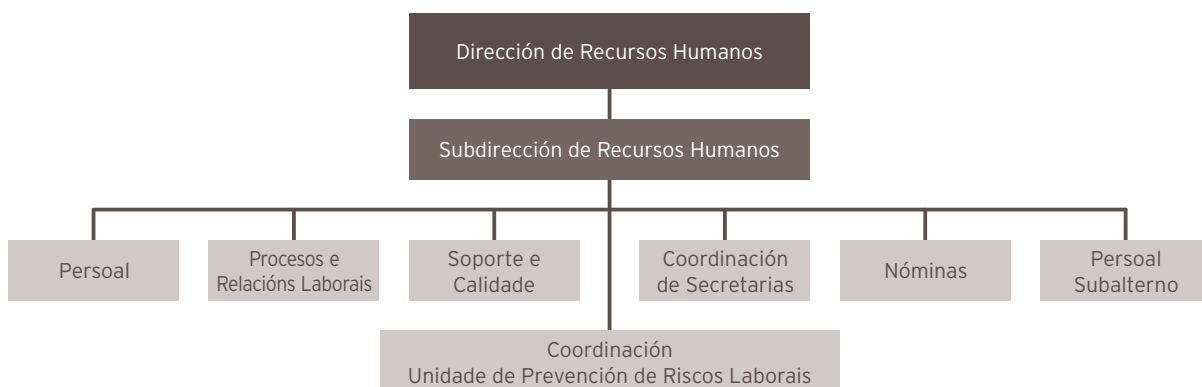 Dirección de Recursos Humanos
Subdirección de Recursos Humanos
Persoal
Procesos e
Relacións Laborais
Soporte e
Calidade
Coordinación
de Secretarias
Nóminas
Persoal
Subalterno
Coordinación
Unidade de Prevención de Riscos Laborais